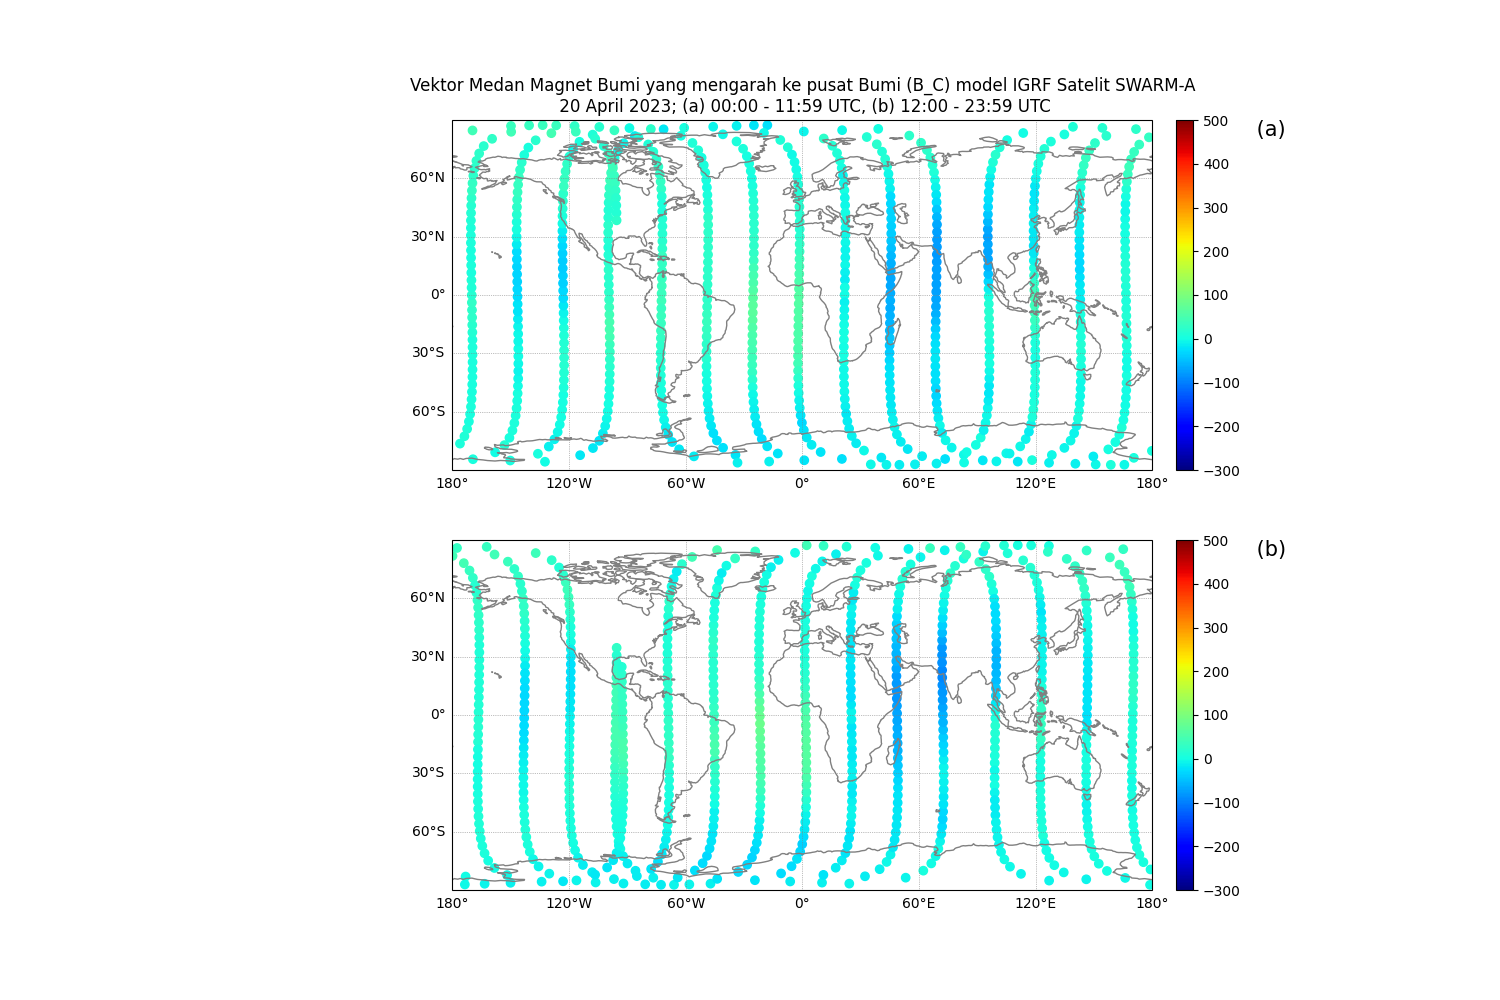 Vektor Medan Magnet Bumi yang mengarah ke pusat Bumi (B_C) model IGRF Satelit SWARM-A
20 April 2023; (a) 00:00 - 11:59 UTC, (b) 12:00 - 23:59 UTC
(a)
60°N
30°N
0°
30°S
60°S
180° 120°W 60°W 0° 60°E 120°E 180°
500
400
300
200
100
0
−100
−200
−300
(b)
60°N
30°N
0°
30°S
60°S
180° 120°W 60°W 0° 60°E 120°E 180°
500
400
300
200
100
0
−100
−200
−300